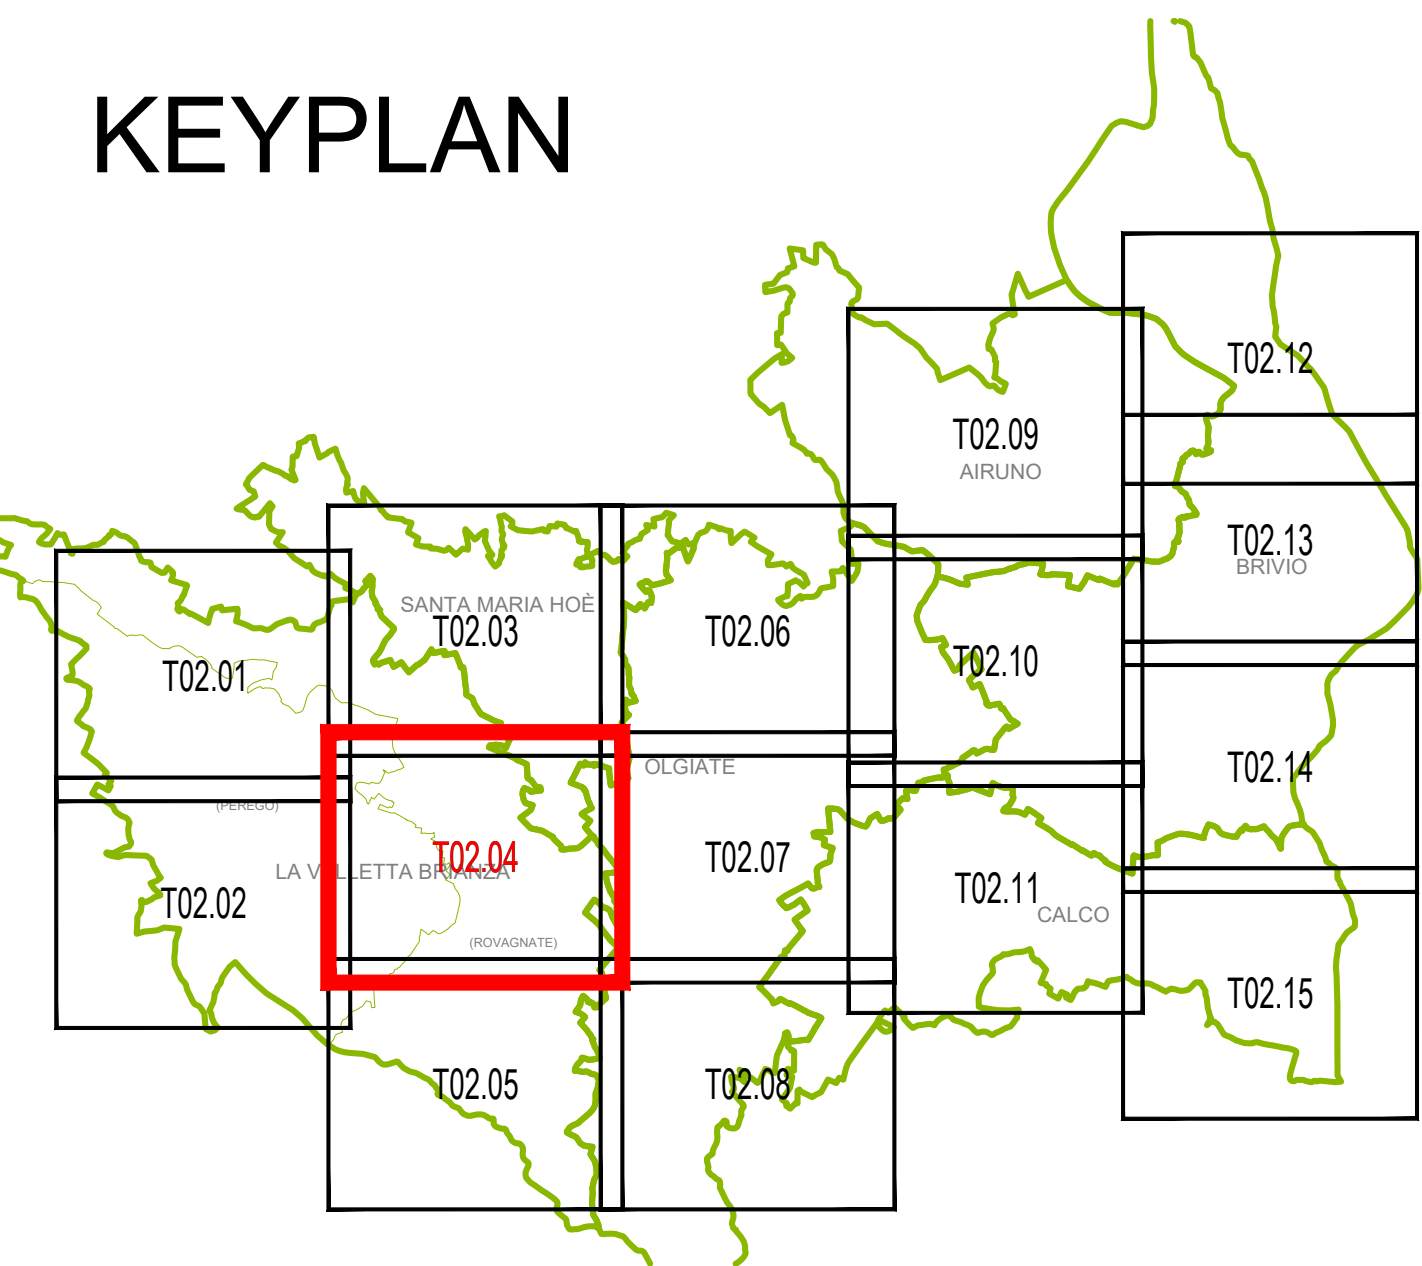 KEYPLAN
T02.12
T02.09
AIRUNO
T02.13
BRIVIO
SANTA MARIA HOÈ
T02.03
T02.06
T02.10
T02.01
OLGIATE
T02.14
(PEREGO)
T02.04
LA VALLETTA BRIANZA
T02.07
T02.02
T02.11
CALCO
(ROVAGNATE)
T02.15
T02.05
T02.08